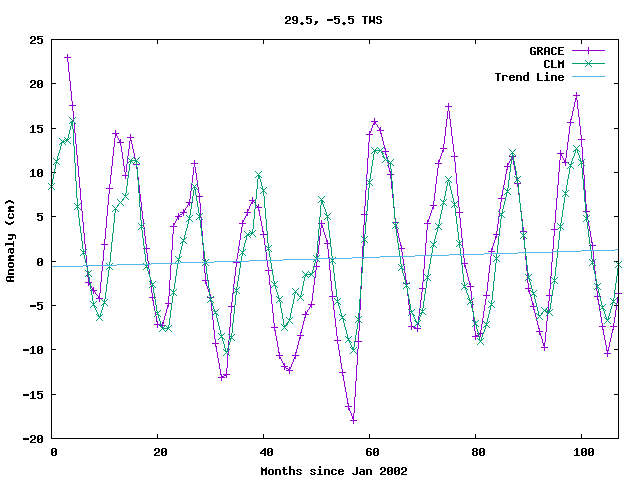 29.5, -5.5 TWS
GRACE
CLM
Trend Line
25
20
15
10
5
0
-5
-10
-15
-20
Anomaly (cm)
0 20 40 60 80 100
Months since Jan 2002